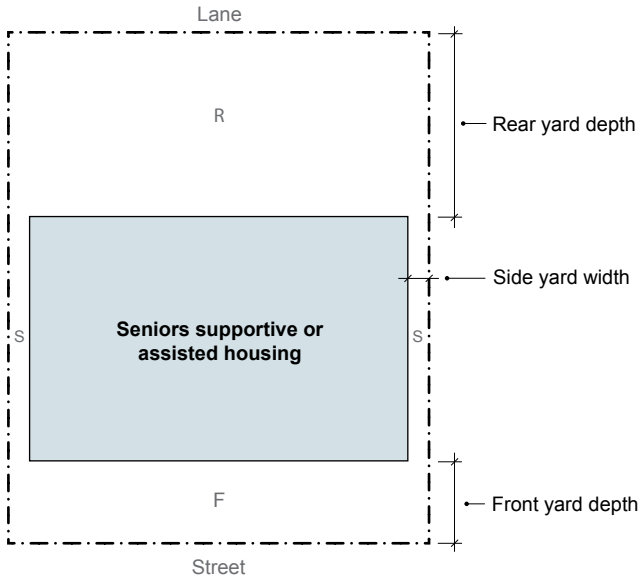 Lane
R
Rear yard depth
Side yard width
Seniors supportive or
assisted housing
S
S
F
Front yard depth
Street